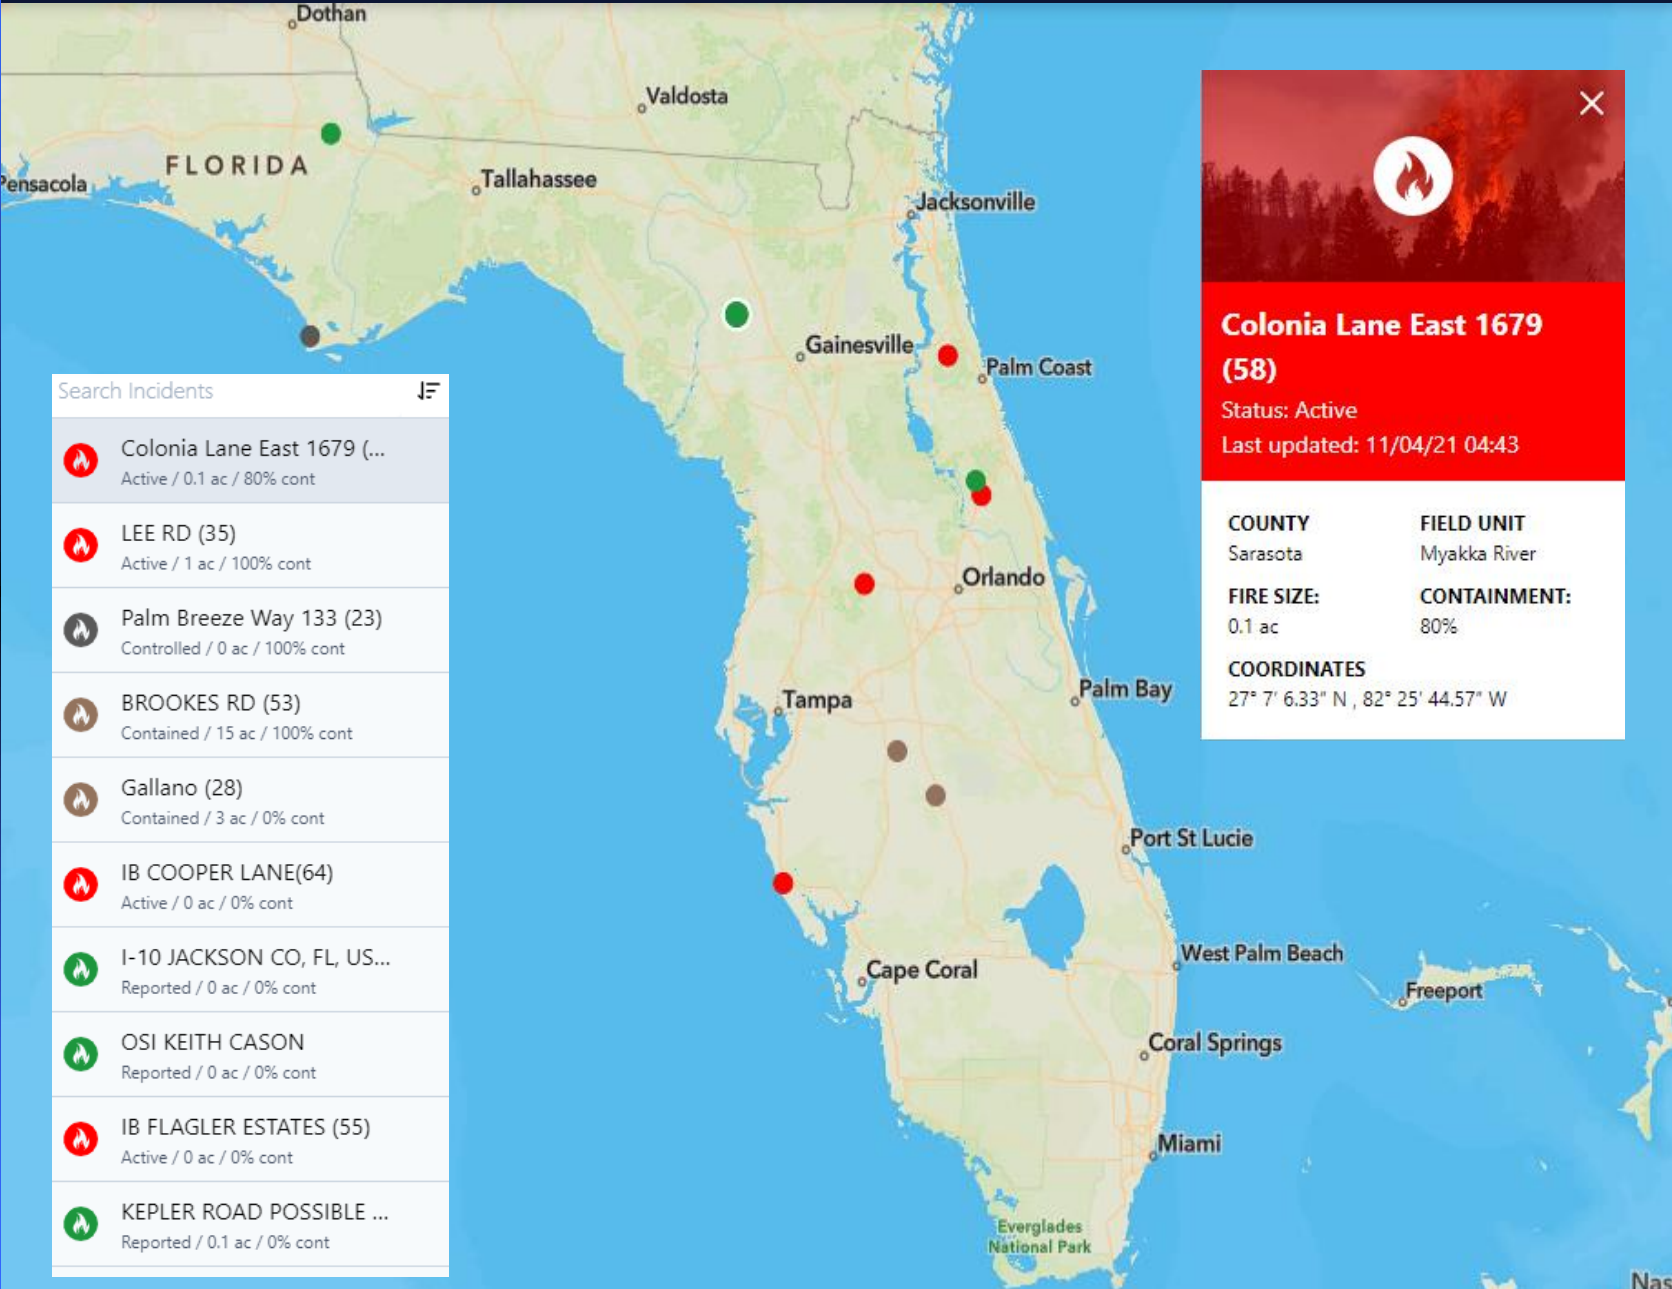 Dothan
Valdosta
FLORIDA
Pensacola
Tallahassee
Jacksonville
Gainesville
Palm Coast
Orlando
Tampa
Palm Bay
Port St Lucie
West Palm Beach
Cape Coral
Freeport
Coral Springs
Miami
Everglades
National Park
Nas
Search Incidents
Colonia Lane East 1679 (...
Active / 0.1 ac / 80% cont
LEE RD (35)
Active / 1 ac / 100% cont
Palm Breeze Way 133 (23)
Controlled / 0 ac / 100% cont
BROOKES RD (53)
Contained / 15 ac / 100% cont
Gallano (28)
Contained / 3 ac / 0% cont
IB COOPER LANE(64)
Active / 0 ac / 0% cont
I-10 JACKSON CO, FL, US...
Reported / 0 ac / 0% cont
OSI KEITH CASON
Reported / 0 ac / 0% cont
IB FLAGLER ESTATES (55)
Active / 0 ac / 0% cont
KEPLER ROAD POSSIBLE ...
Reported / 0.1 ac / 0% cont
Colonia Lane East 1679
(58)
Status: Active
Last updated: 11/04/21 04:43
COUNTY
Sarasota
FIELD UNIT
Myakka River
FIRE SIZE:
0.1 ac
CONTAINMENT:
80%
COORDINATES
27° 7' 6.33" N , 82° 25' 44.57" W